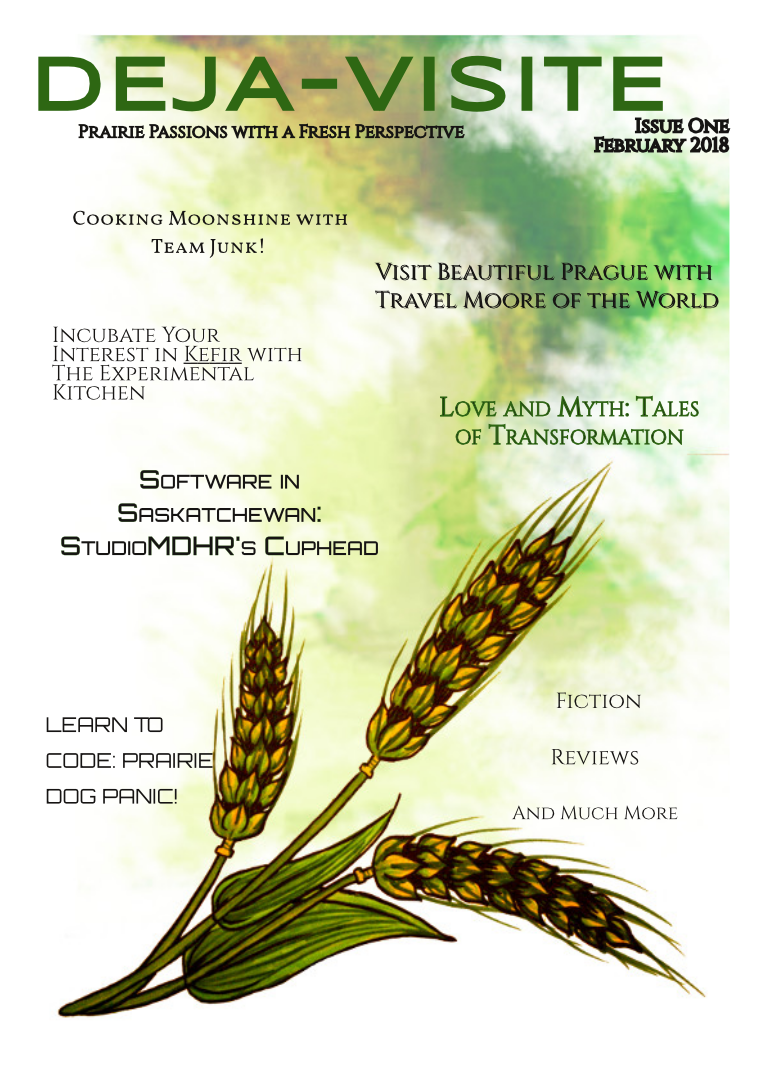 DEJA-VISITE
Prairie Passions with a Fresh Perspective
Issue One
February 2018
Cooking Moonshine with
Team Junk!
Visit Beautiful Prague with
Travel Moore of the World
Incubate Your
Interest in Kefir with
The Experimental
Kitchen
Love and Myth: Tales
of Transformation
Software in
Saskatchewan:
StudioMDHR's Cuphead
Learn to
Code: Prairie
Dog Panic!
Fiction
Reviews
And Much More